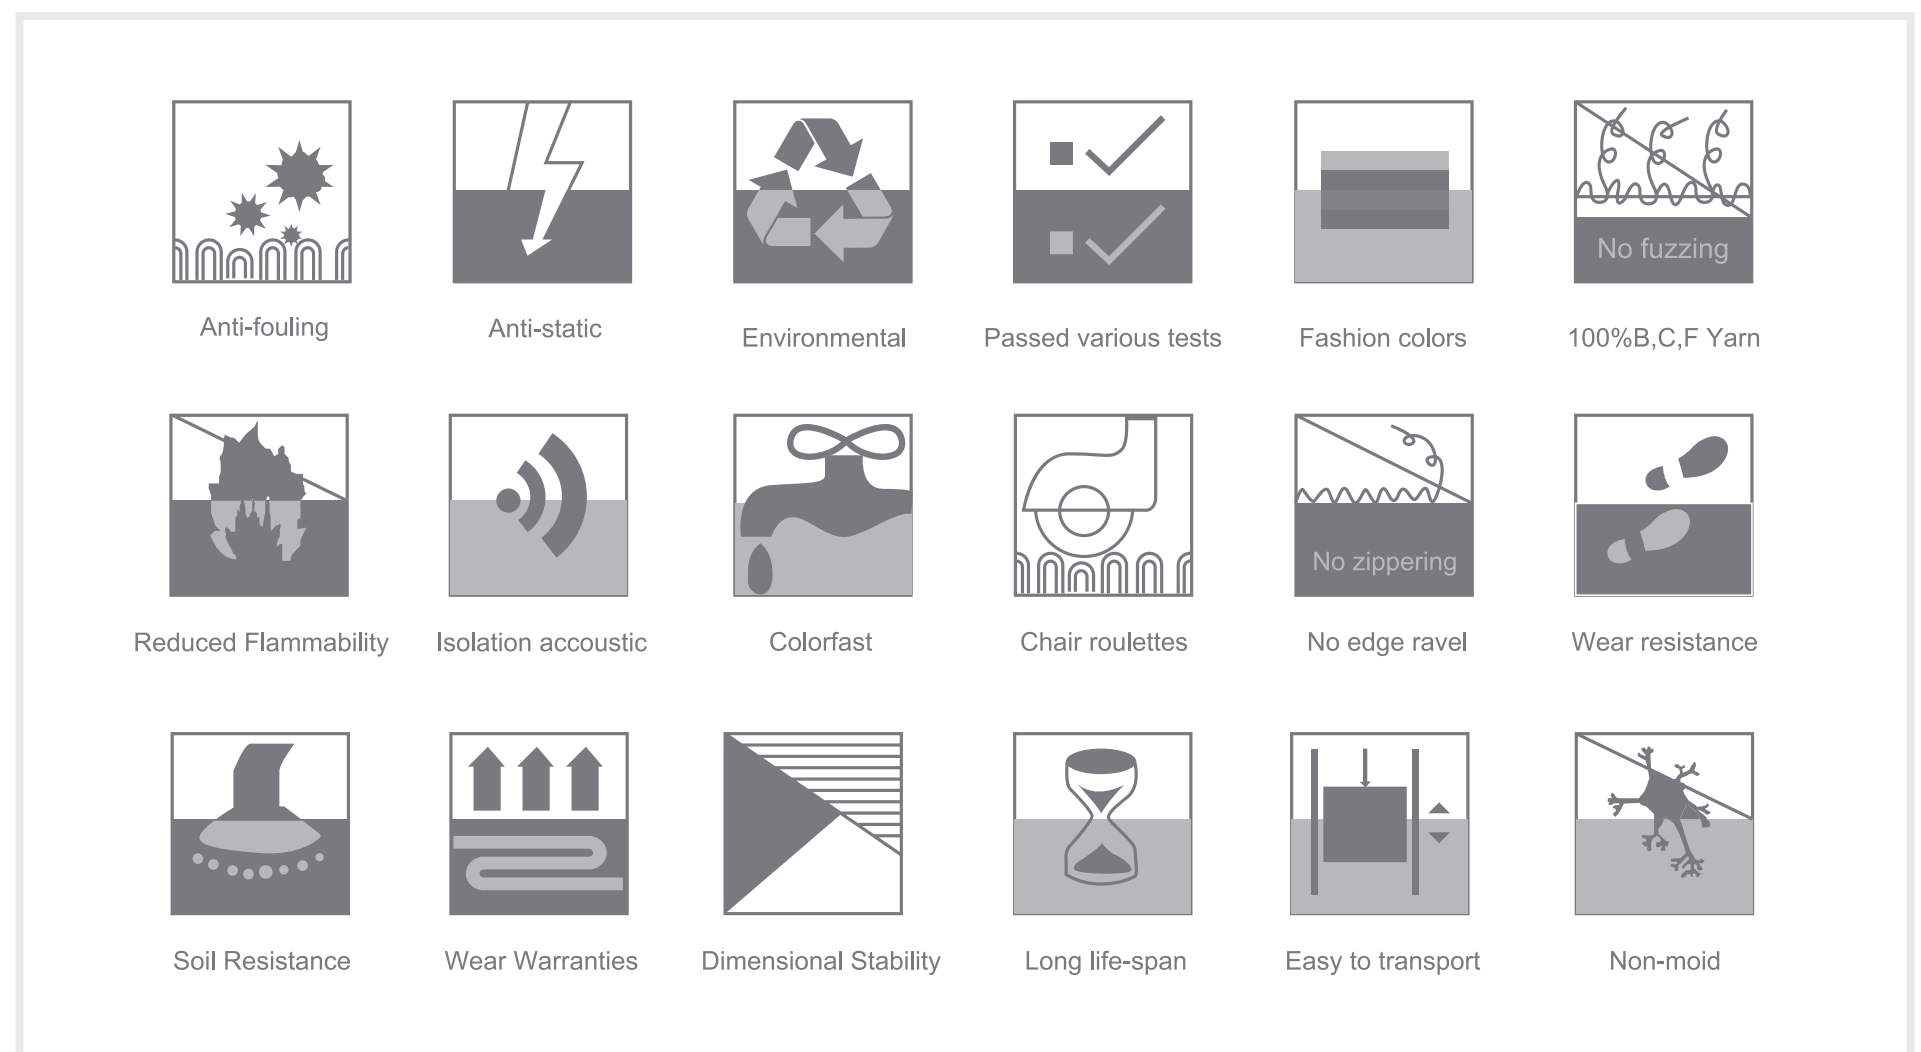 No fuzzing
Anti-fouling
Anti-static
Environmental
Passed various tests
Fashion colors
100%B,C,F Yarn
No zippering
Reduced Flammability
Isolation accoustic
Colorfast
Chair roulettes
No edge ravel
Wear resistance
Soil Resistance
Wear Warranties
Dimensional Stability
Long life-span
Easy to transport
Non-moid